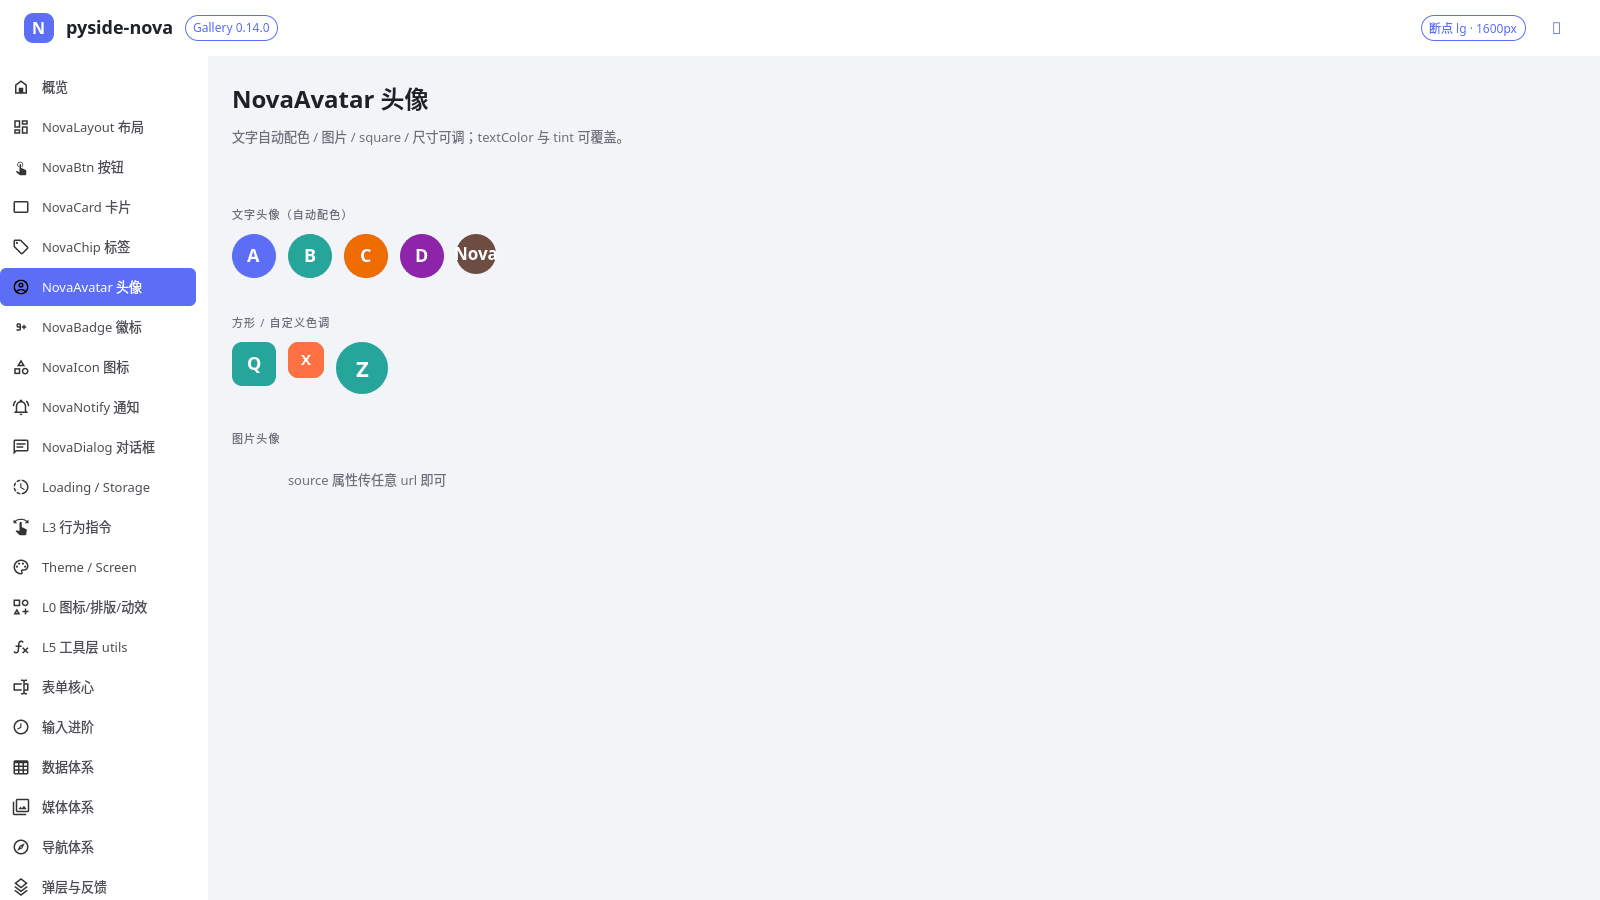 N pyside-nova Gallery 0.14.0 断点 lg · 1600px
概览
NovaLayout 布局
NovaBtn 按钮
NovaCard 卡片
NovaChip 标签
NovaAvatar 头像
NovaBadge 徽标
NovaIcon 图标
NovaNotify 通知
NovaDialog 对话框
Loading / Storage
L3 行为指令
Theme / Screen
L0 图标/排版/动效
L5 工具层 utils
表单核心
输入进阶
数据体系
媒体体系
导航体系
弹层与反馈
NovaAvatar 头像
文字自动配色 / 图片 / square / 尺寸可调；textColor 与 tint 可覆盖。
文字头像（自动配色）
A B C D Nova
方形 / 自定义色调
Q X Z
图片头像
source 属性传任意 url 即可